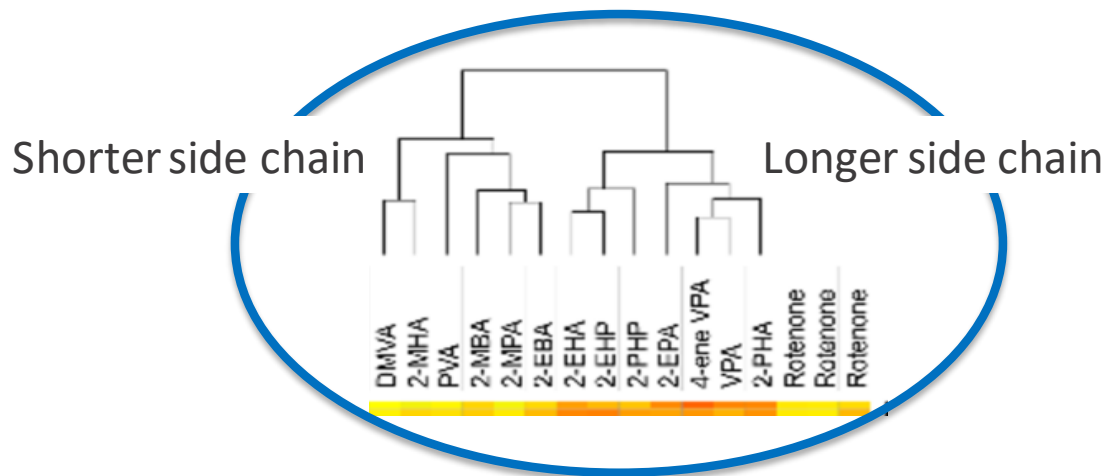 Shorter side chain
Longer side chain
DMVA
2-MHA
PVA
2-MBA
2-MPA
2-EBA
2-EHA
2-EHP
2-PHP
2-EPA
4-ene VPA
VPA
2-PHA
Rotenone
Rotenone
Rotenone